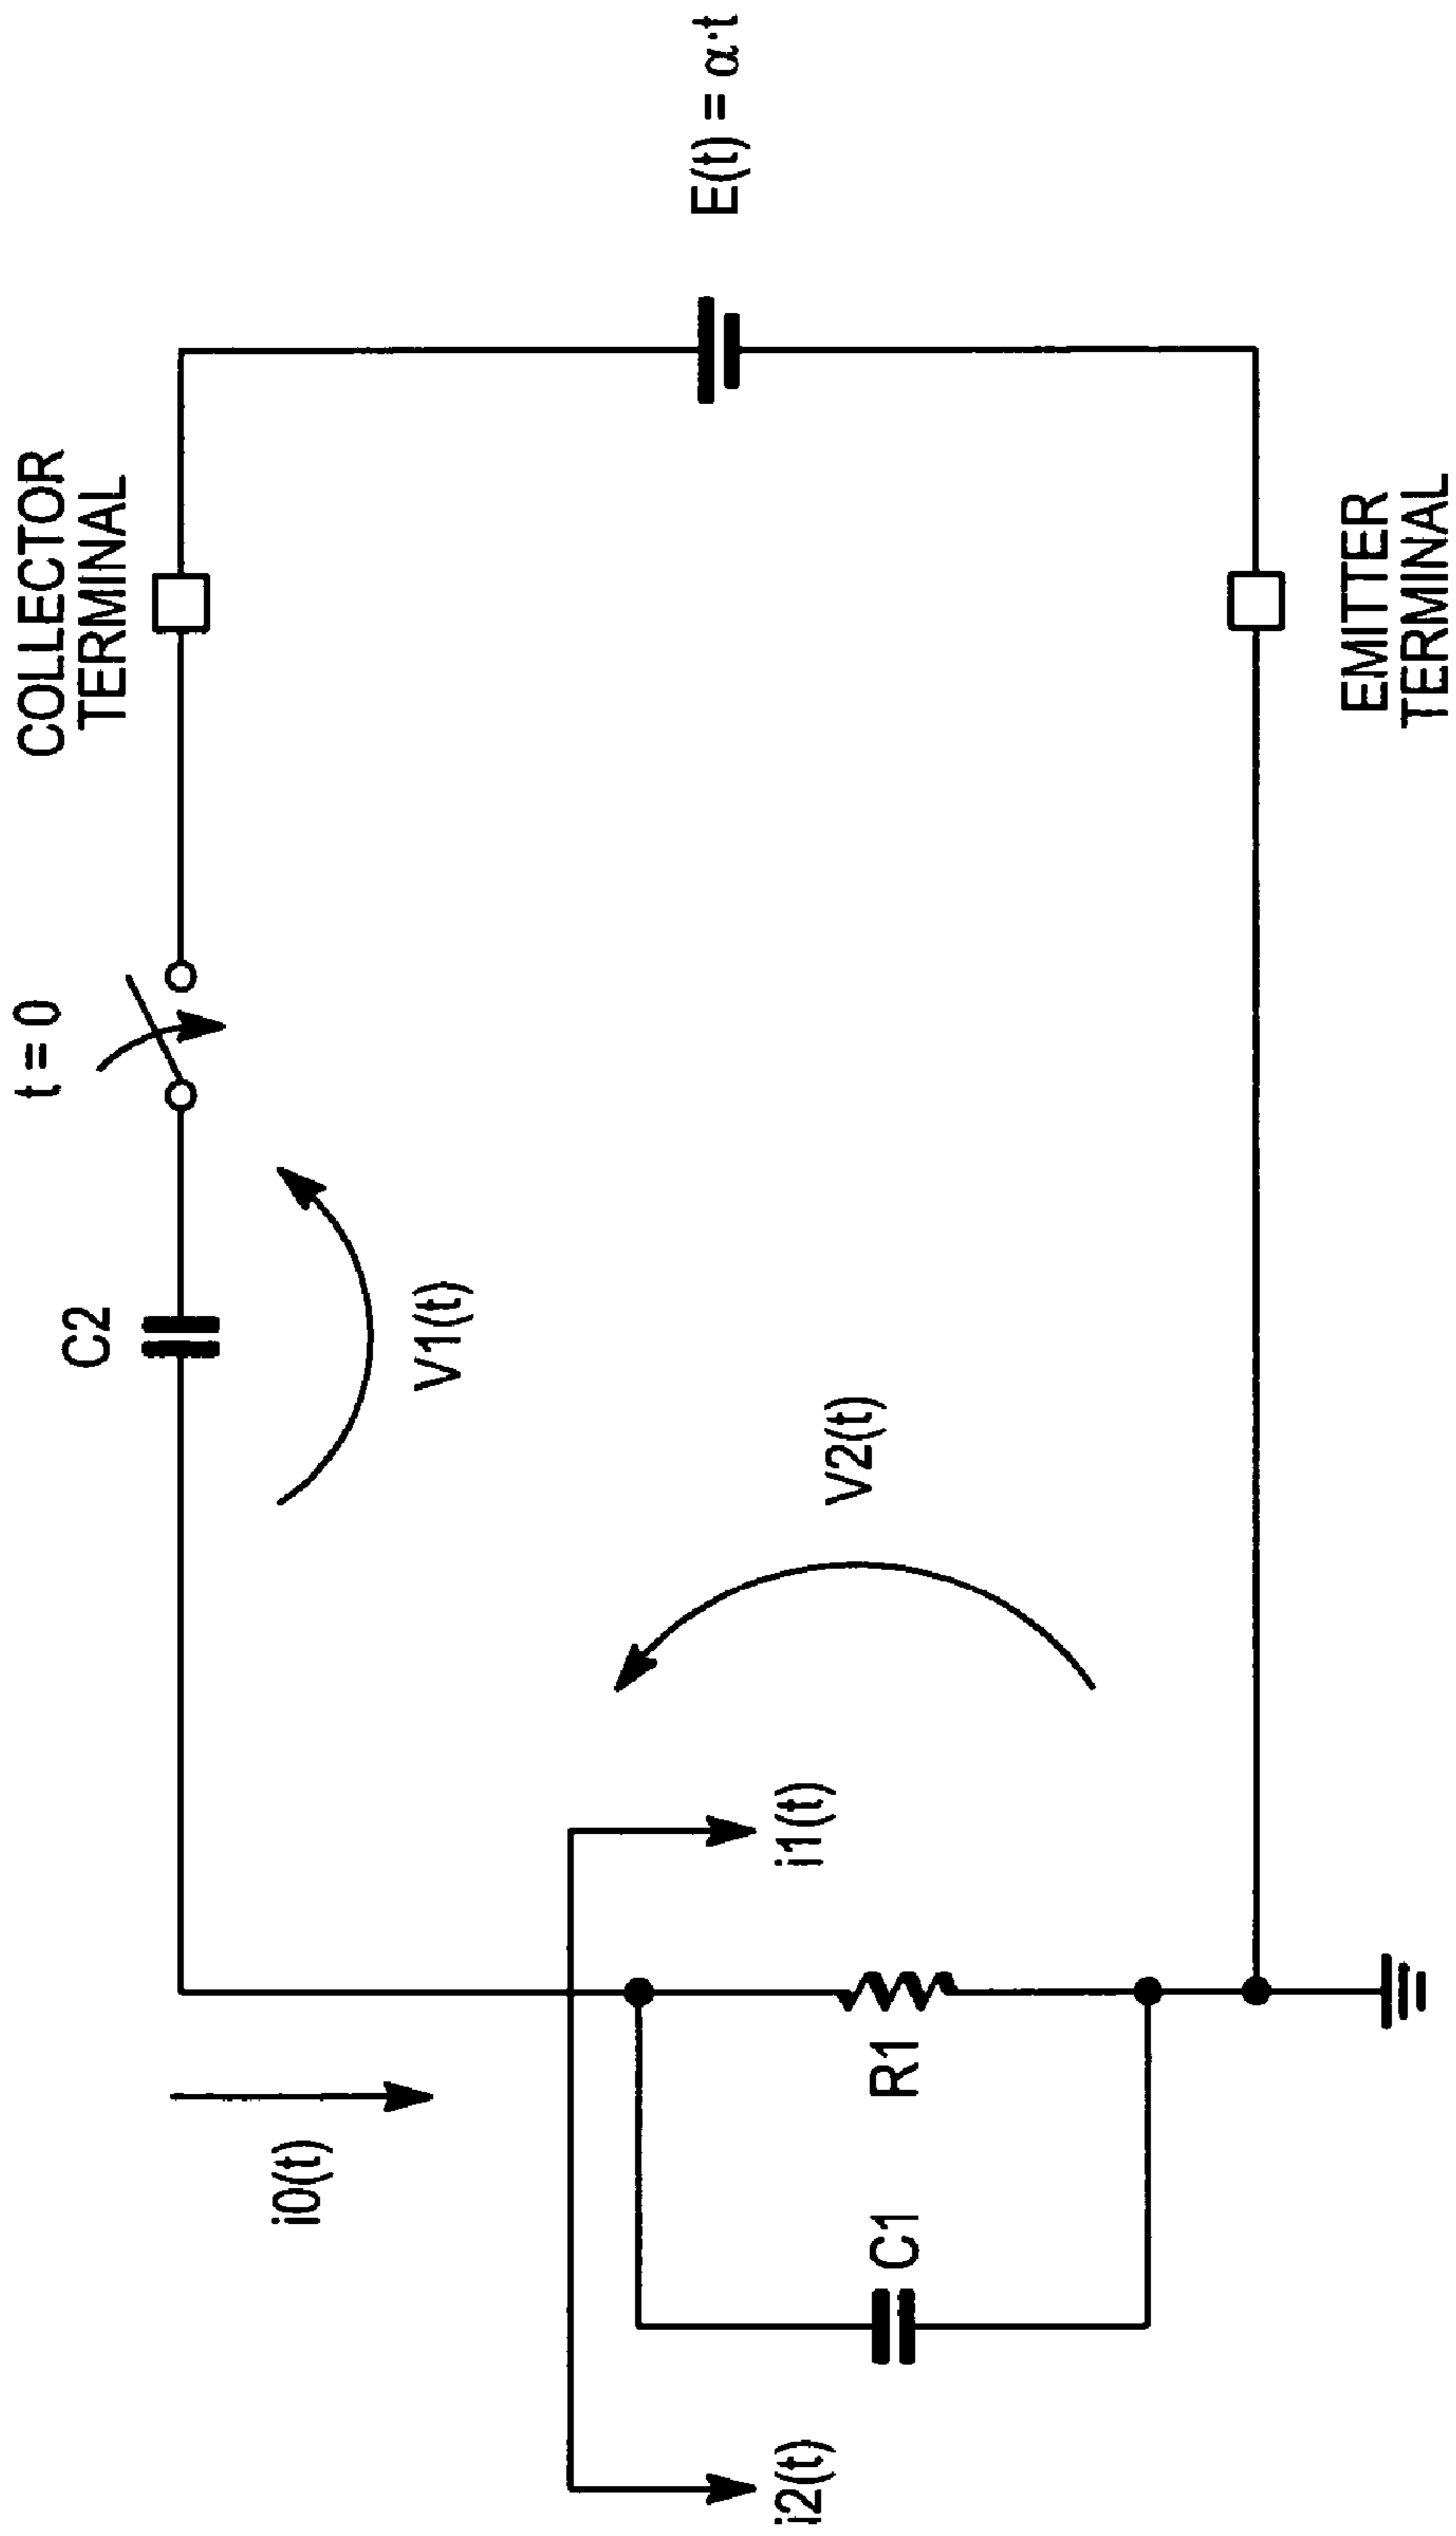 t = 0
COLLECTOR
TERMINAL
C2
V1(t)
i0(t)
V2(t)
E(t) = α·t
i2(t)
i1(t)
C1
R1
EMITTER
TERMINAL